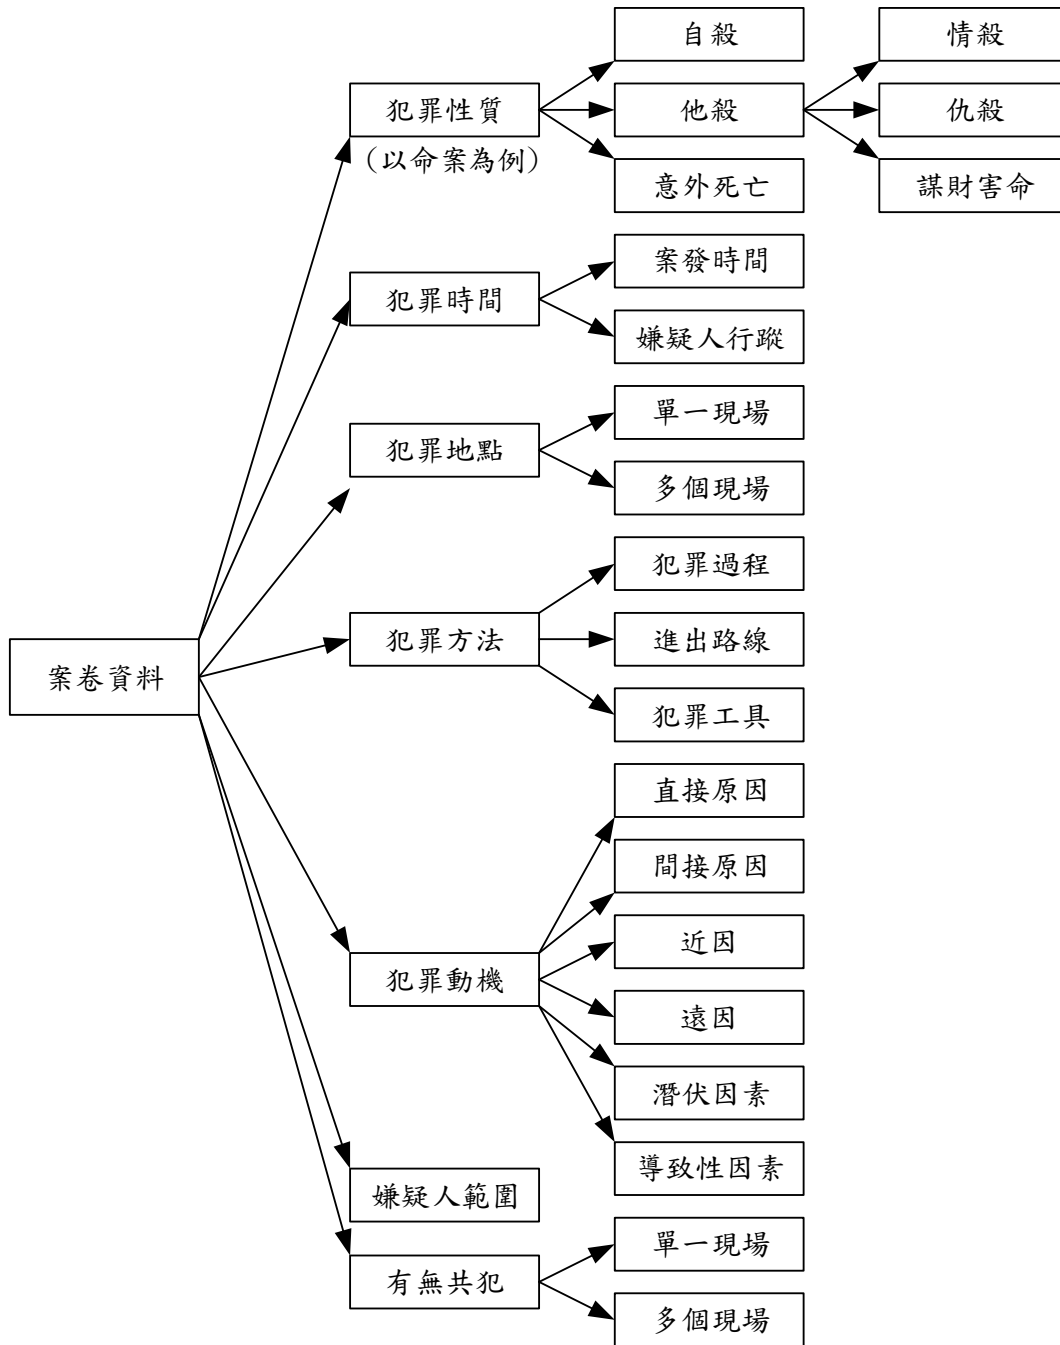 自殺
情殺
犯罪性質
他殺
仇殺
（以命案為例）
意外死亡
謀財害命
案發時間
犯罪時間
嫌疑人行蹤
單一現場
犯罪地點
多個現場
犯罪過程
案卷資料
犯罪方法
進出路線
犯罪工具
直接原因
間接原因
近因
犯罪動機
遠因
潛伏因素
導致性因素
嫌疑人範圍
單一現場
有無共犯
多個現場